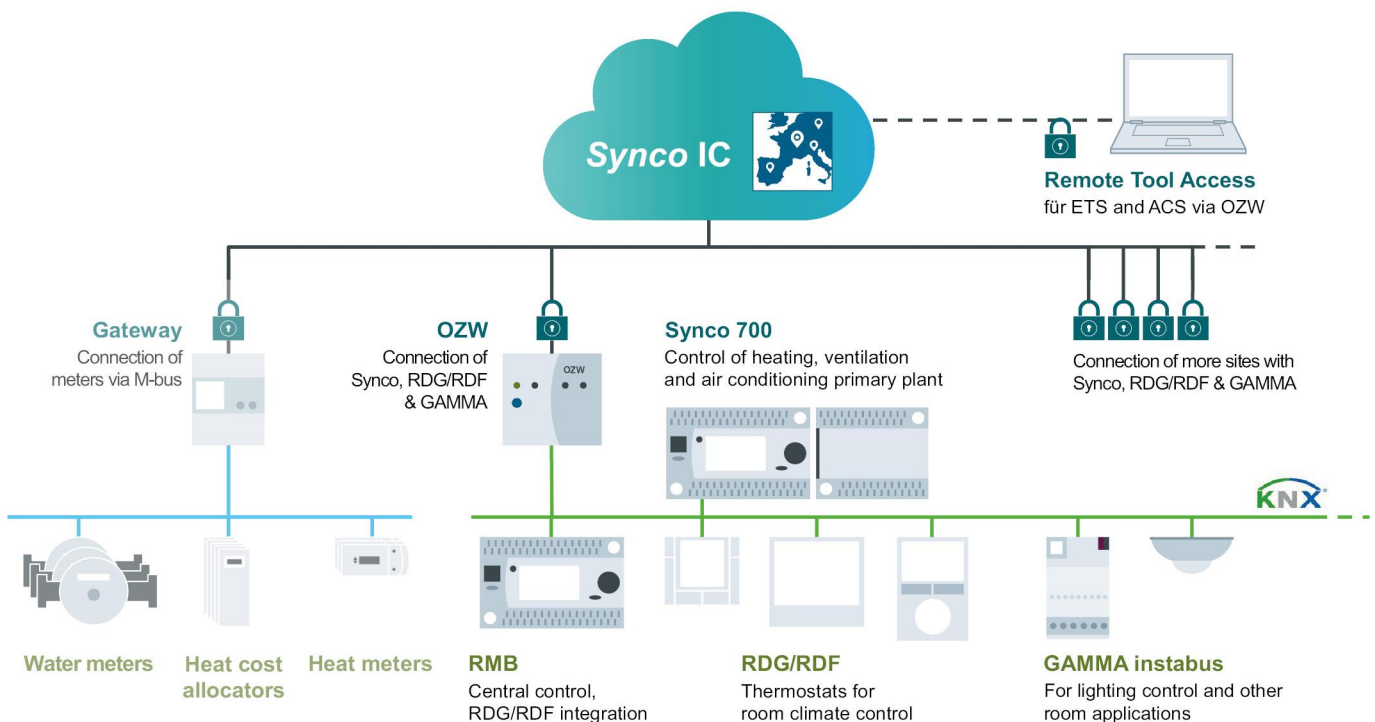 Synco IC
Remote Tool Access
für ETS and ACS via OZW
Gateway
Connection of
meters via M-bus
OZW
Connection of
Synco, RDG/RDF
& GAMMA
OZW
Synco 700
Control of heating, ventilation
and air conditioning primary plant
Connection of more sites with
Synco, RDG/RDF & GAMMA
KNX®
Water meters
Heat cost
allocators
Heat meters
RMB
Central control,
RDG/RDF integration
RDG/RDF
Thermostats for
room climate control
GAMMA instabus
For lighting control and other
room applications